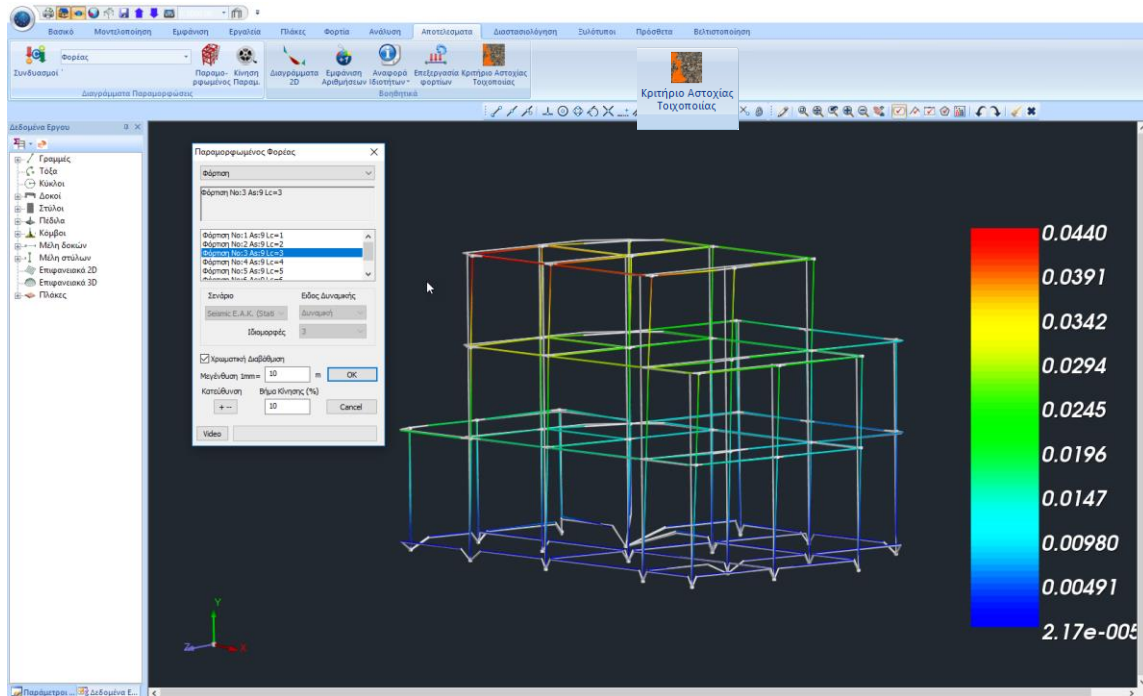 Βασικό Μοντελοποίηση Εμφάνιση Εργαλεία Πλάκες Φορτία Ανάλυση Αποτελέσματα Διαστασιολόγηση Ξυλότυποι Πρόσθετα Βελτιστοποίηση
Συνδυασμοί
Φορέας
Παραμο-
ρφωμένος
Κίνηση
Παραμ.
Διαγράμματα
2D
Εμφάνιση
Αριθμήσεων
Αναφορά
Ιδιοτήτων
Επεξεργασία
φορτίων
Κριτήριο Αστοχίας
Τοιχοποιίας
Διαγράμματα Παραμορφώσεις
Βοηθητικά
Κριτήριο Αστοχίας
Τοιχοποιίας
Δεδομένα Έργου
Γραμμές
Τόξα
Κύκλοι
Δοκοί
Στύλοι
Πέδιλα
Κόμβοι
Μέλη δοκών
Μέλη στύλων
Επιφανειακά 2D
Επιφανειακά 3D
Πλάκες
Παραμορφωμένος Φορέας
Φόρτιση
Φόρτιση No:3 As:9 Lc=3
Φόρτιση No:1 As:9 Lc=1
Φόρτιση No:2 As:9 Lc=2
Φόρτιση No:3 As:9 Lc=3
Φόρτιση No:4 As:9 Lc=4
Φόρτιση No:5 As:9 Lc=5
Σενάριο Είδος Δυναμικής
Seismic E.A.K. (Stati Δυναμική
Ιδιομορφές 3
Χρωματική Διαβάθμιση
Μεγένθυση 1mm= 10 m OK
Κατεύθυνση Βήμα Κίνησης (%)
+ -- 10 Cancel
Video
0.0440
0.0391
0.0342
0.0294
0.0245
0.0196
0.0147
0.00980
0.00491
2.17e-005
Y
Z
X
Παράμετροι ... Δεδομένα Ε...